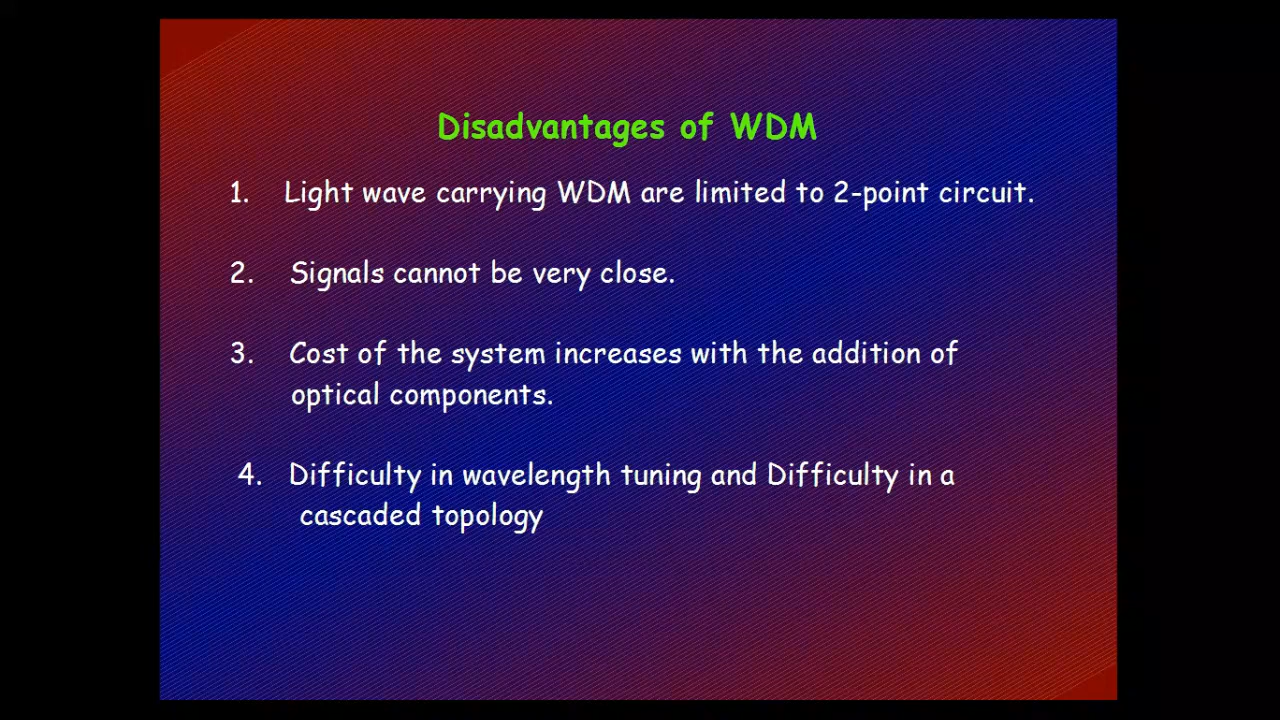 Disadvantages of WDM
1. Light wave carrying WDM are limited to 2-point circuit.
2. Signals cannot be very close.
3. Cost of the system increases with the addition of
optical components.
4. Difficulty in wavelength tuning and Difficulty in a
cascaded topology